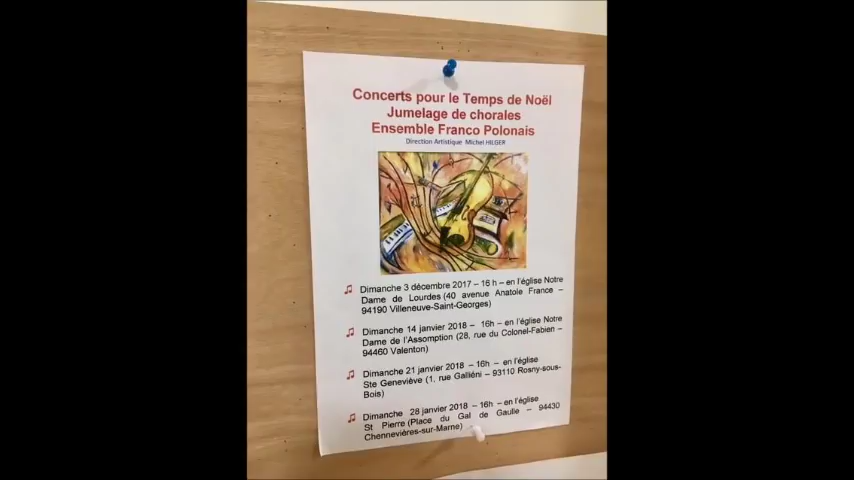 Concerts pour le Temps de Noël
Jumelage de chorales
Ensemble Franco Polonais
Direction Artistique Michel HILGER
Dimanche 3 décembre 2017 – 16 h – en l'église Notre
Dame de Lourdes (40 avenue Anatole France –
94190 Villeneuve-Saint-Georges)
Dimanche 14 janvier 2018 – 16h – en l'église Notre
Dame de l'Assomption (28, rue du Colonel-Fabien –
94460 Valenton)
Dimanche 21 janvier 2018 – 16h – en l'église
Ste Geneviève (1, rue Galliéni – 93110 Rosny-sous-
Bois)
Dimanche 28 janvier 2018 – 16h – en l'église
St Pierre (Place du Gal de Gaulle – 94430
Chennevières-sur-Marne)